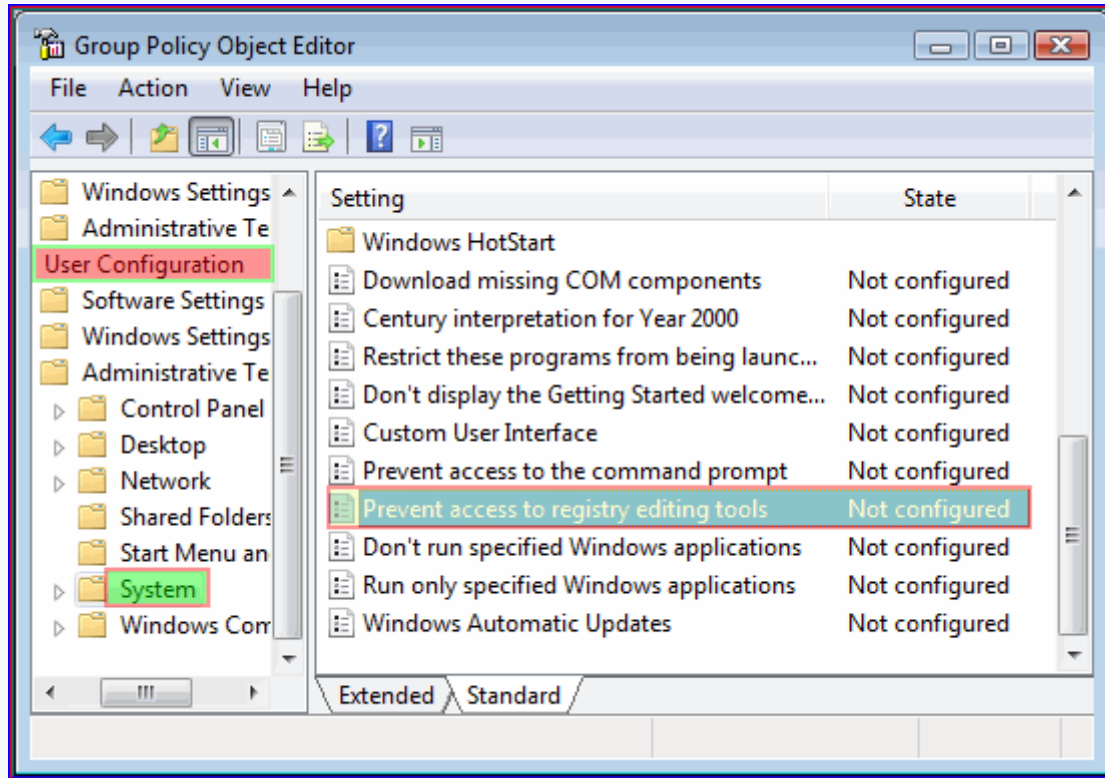 Group Policy Object Editor
File Action View Help
Windows Settings
Administrative Te
User Configuration
Software Settings
Windows Settings
Administrative Te
Control Panel
Desktop
Network
Shared Folders
Start Menu an
System
Windows Com
Setting State
Windows HotStart
Download missing COM components Not configured
Century interpretation for Year 2000 Not configured
Restrict these programs from being launc... Not configured
Don't display the Getting Started welcome... Not configured
Custom User Interface Not configured
Prevent access to the command prompt Not configured
Prevent access to registry editing tools Not configured
Don't run specified Windows applications Not configured
Run only specified Windows applications Not configured
Windows Automatic Updates Not configured
Extended Standard